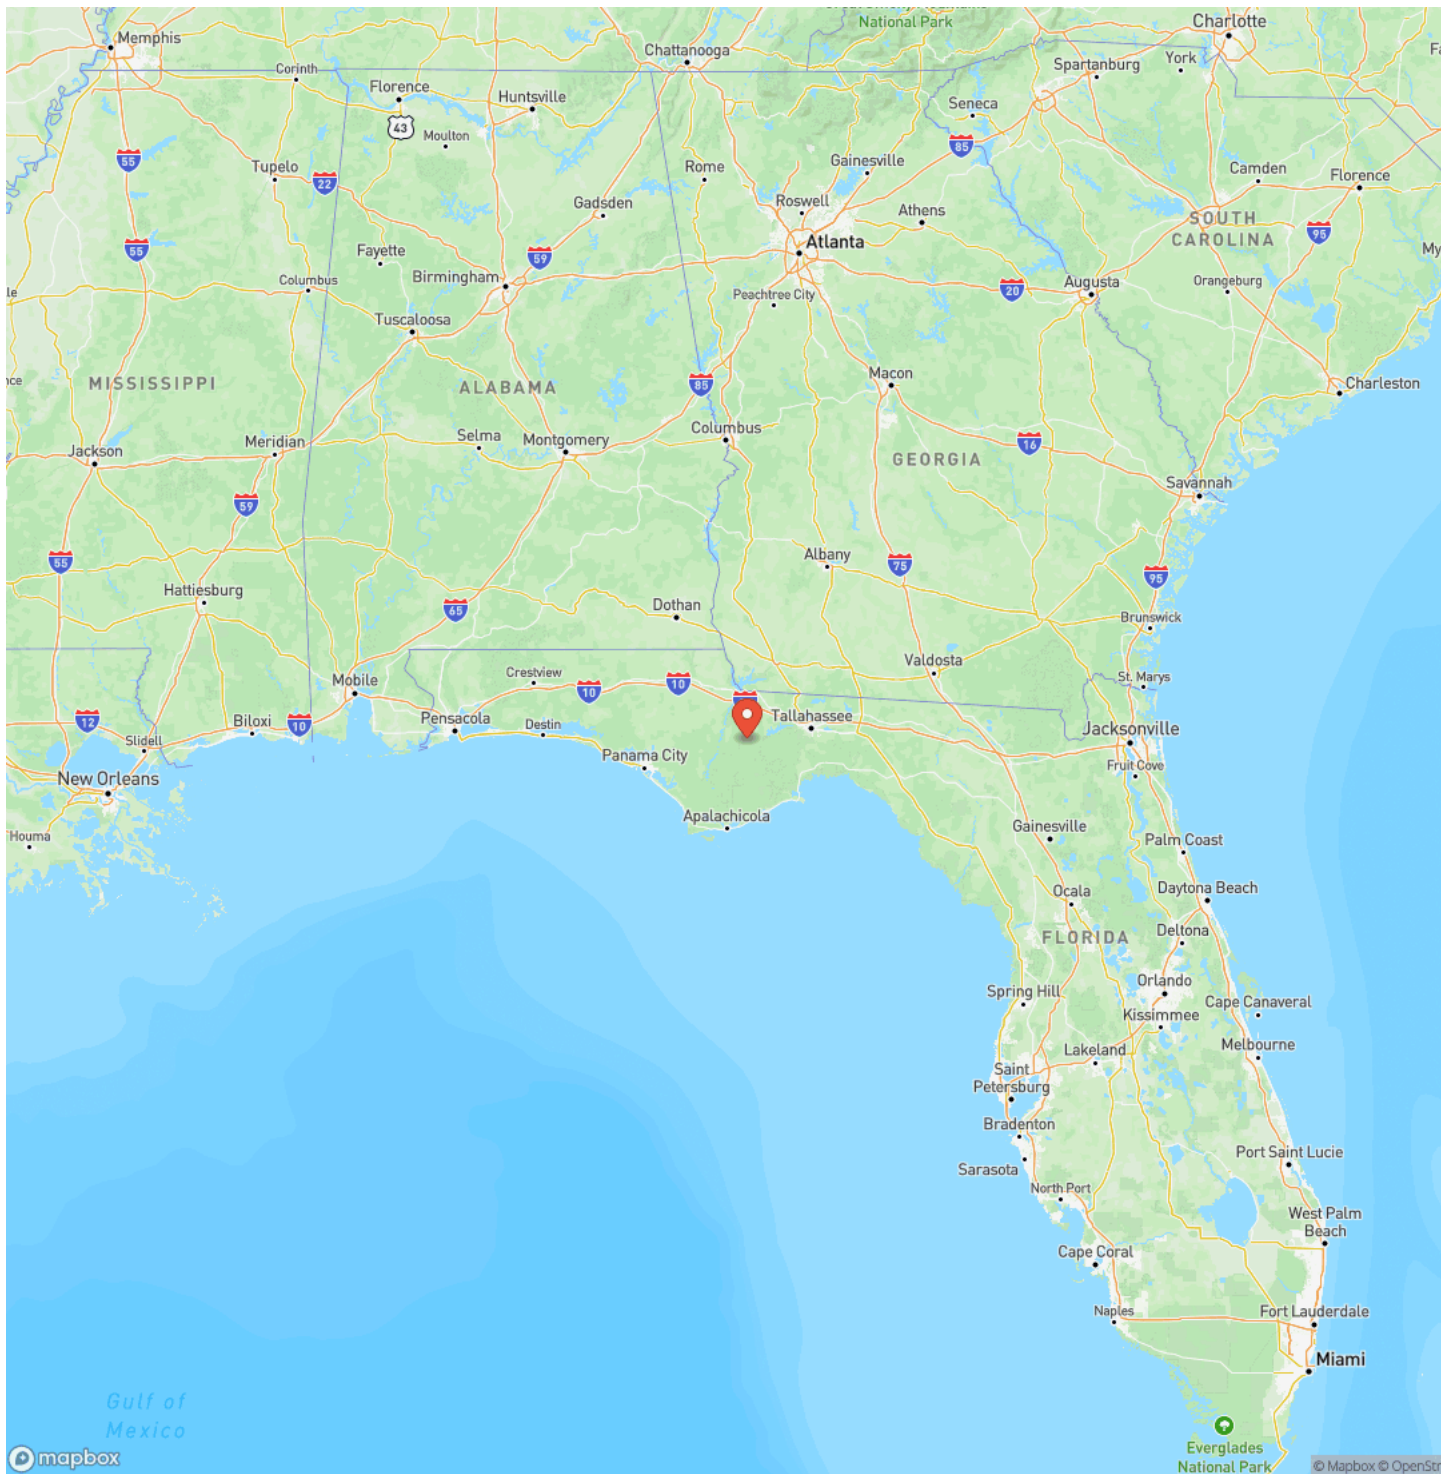 National Park
Charlotte
Memphis
Chattanooga
Spartanburg
York
Corinth
Florence
Huntsville
Seneca
43
Moulton
55
Tupelo
22
Rome
Gainesville
85
Camden
Florence
Gadsden
Roswell
Athens
SOUTH
CAROLINA
95
55
Fayette
59
Atlanta
My
Birmingham
Columbus
Peachtree City
20
Augusta
Orangeburg
le
Tuscaloosa
nce
MISSISSIPPI
ALABAMA
85
Macon
Charleston
Jackson
Meridian
Selma
Montgomery
Columbus
GEORGIA
16
Savannah
59
55
Albany
75
95
Hattiesburg
65
Dothan
Brunswick
Mobile
Crestview
10
10
Valdosta
St. Marys
12
Biloxi
10
Pensacola
Destin
Tallahassee
Jacksonville
Slidell
Panama City
Fruit Cove
New Orleans
Houma
Apalachicola
Gainesville
Palm Coast
Ocala
Daytona Beach
FLORIDA
Deltona
Orlando
Spring Hill
Cape Canaveral
Kissimmee
Lakeland
Melbourne
Saint
Petersburg
Bradenton
Sarasota
Port Saint Lucie
North Port
West Palm
Beach
Cape Coral
Naples
Fort Lauderdale
Miami
Gulf of
Mexico
Everglades
National Park
mapbox
© Mapbox © OpenStr